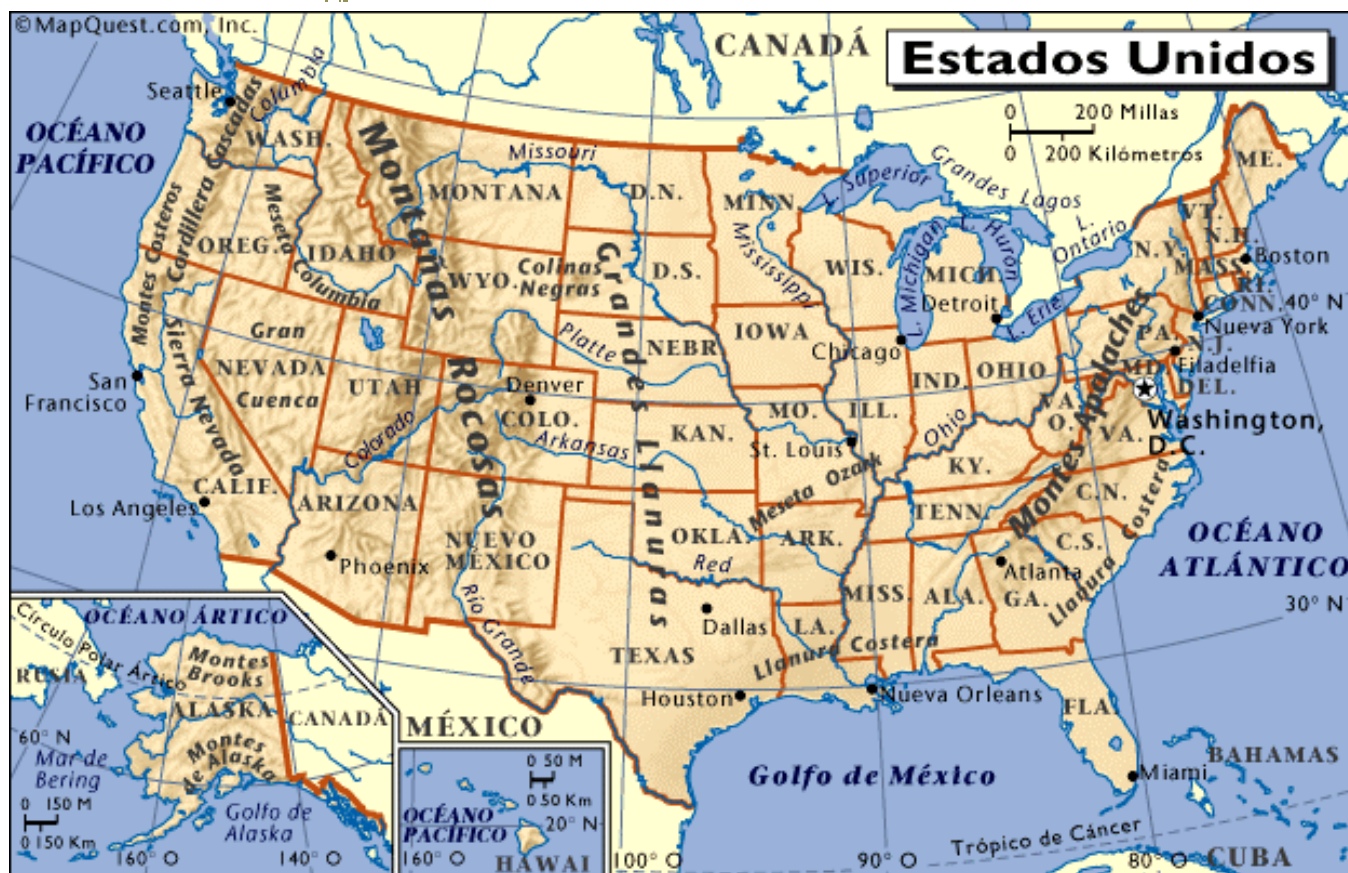 ©MapQuest.com, Inc.
CANADÁ
Estados Unidos
0 200 Millas
0 200 Kilómetros
Seattle
Columbia
OCÉANO
PACÍFICO
WASH.
Cordillera Cascadas
Montes Costeros
Montañas
Rocosas
Missouri
MONTANA
D.N.
MINN.
L. Superior
Grandes Lagos
ME.
OREG.
Meseta
Columbia
IDAHO
WYO.
Colinas
Negras
Grandes Llanuras
D.S.
Mississippi
WIS.
L. Michigan
MICH.
L. Huron
L.
Ontario
L. Erie
VT.
N.H.
N.Y.
MASS.
Boston
RI.
CONN.
40° N
Nueva York
Detroit
Sierra Nevada
Gran
NEVADA
Cuenca
UTAH
Platte
NEBR
IOWA
Chicago
IND.
OHIO
PA.
N.J.
Filadelfia
MD.
DEL.
San
Francisco
Denver
COLO.
Colorado
Arkansas
KAN.
MO.
ILL.
St. Louis
Ohio
KY.
VA.
O.
VA.
Washington,
D.C.
Montes Apalaches
CALIF.
Los Angeles
ARIZONA
Phoenix
NUEVO
MÉXICO
OKLA.
Meseta Ozark
ARK.
TENN.
C.N.
C.S.
Llanura Costera
OCÉANO
ATLÁNTICO
30° N
Red
Río Grande
Dallas
TEXAS
Houston
LA.
MISS.
ALA.
Atlanta
GA.
Llanura Costera
Nueva Orleans
FLA
Miami
BAHAMAS
Golfo de México
MÉXICO
Trópico de Cáncer
CUBA
OCÉANO ÁRTICO
Círculo Polar Ártico
RUSIA
Montes
Brooks
ALASKA
CANADÁ
Montes
de Alaska
60° N
Mar de
Bering
0 150 M
0 150 Km
Golfo de
Alaska
160° O
140° O
0 50 M
0 50 Km
OCÉANO
PACÍFICO
20° N
HAWAI
160° O
100° O
90° O
80° O